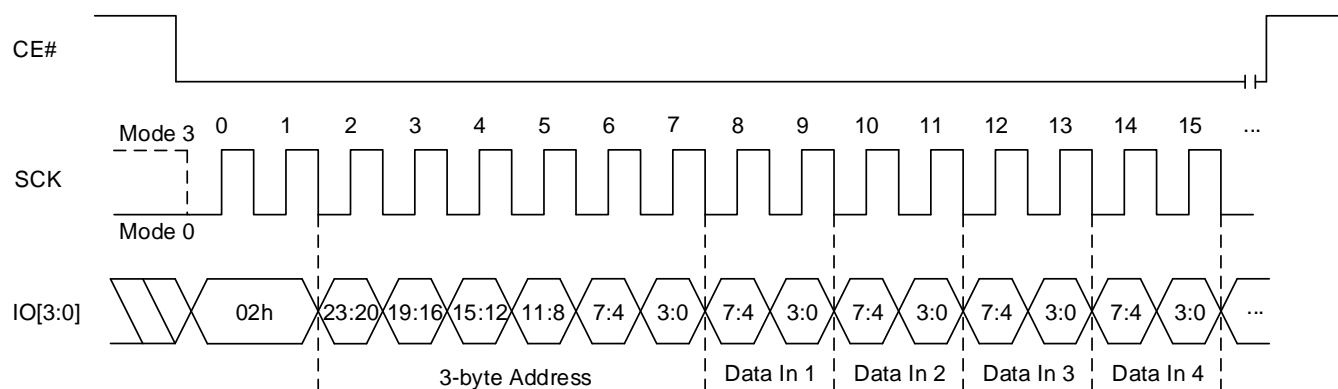 CE#
0 1 2 3 4 5 6 7 8 9 10 11 12 13 14 15 ...
Mode 3
SCK
Mode 0
IO[3:0] 02h 23:20 19:16 15:12 11:8 7:4 3:0 7:4 3:0 7:4 3:0 7:4 3:0 7:4 3:0 ...
3-byte Address Data In 1 Data In 2 Data In 3 Data In 4